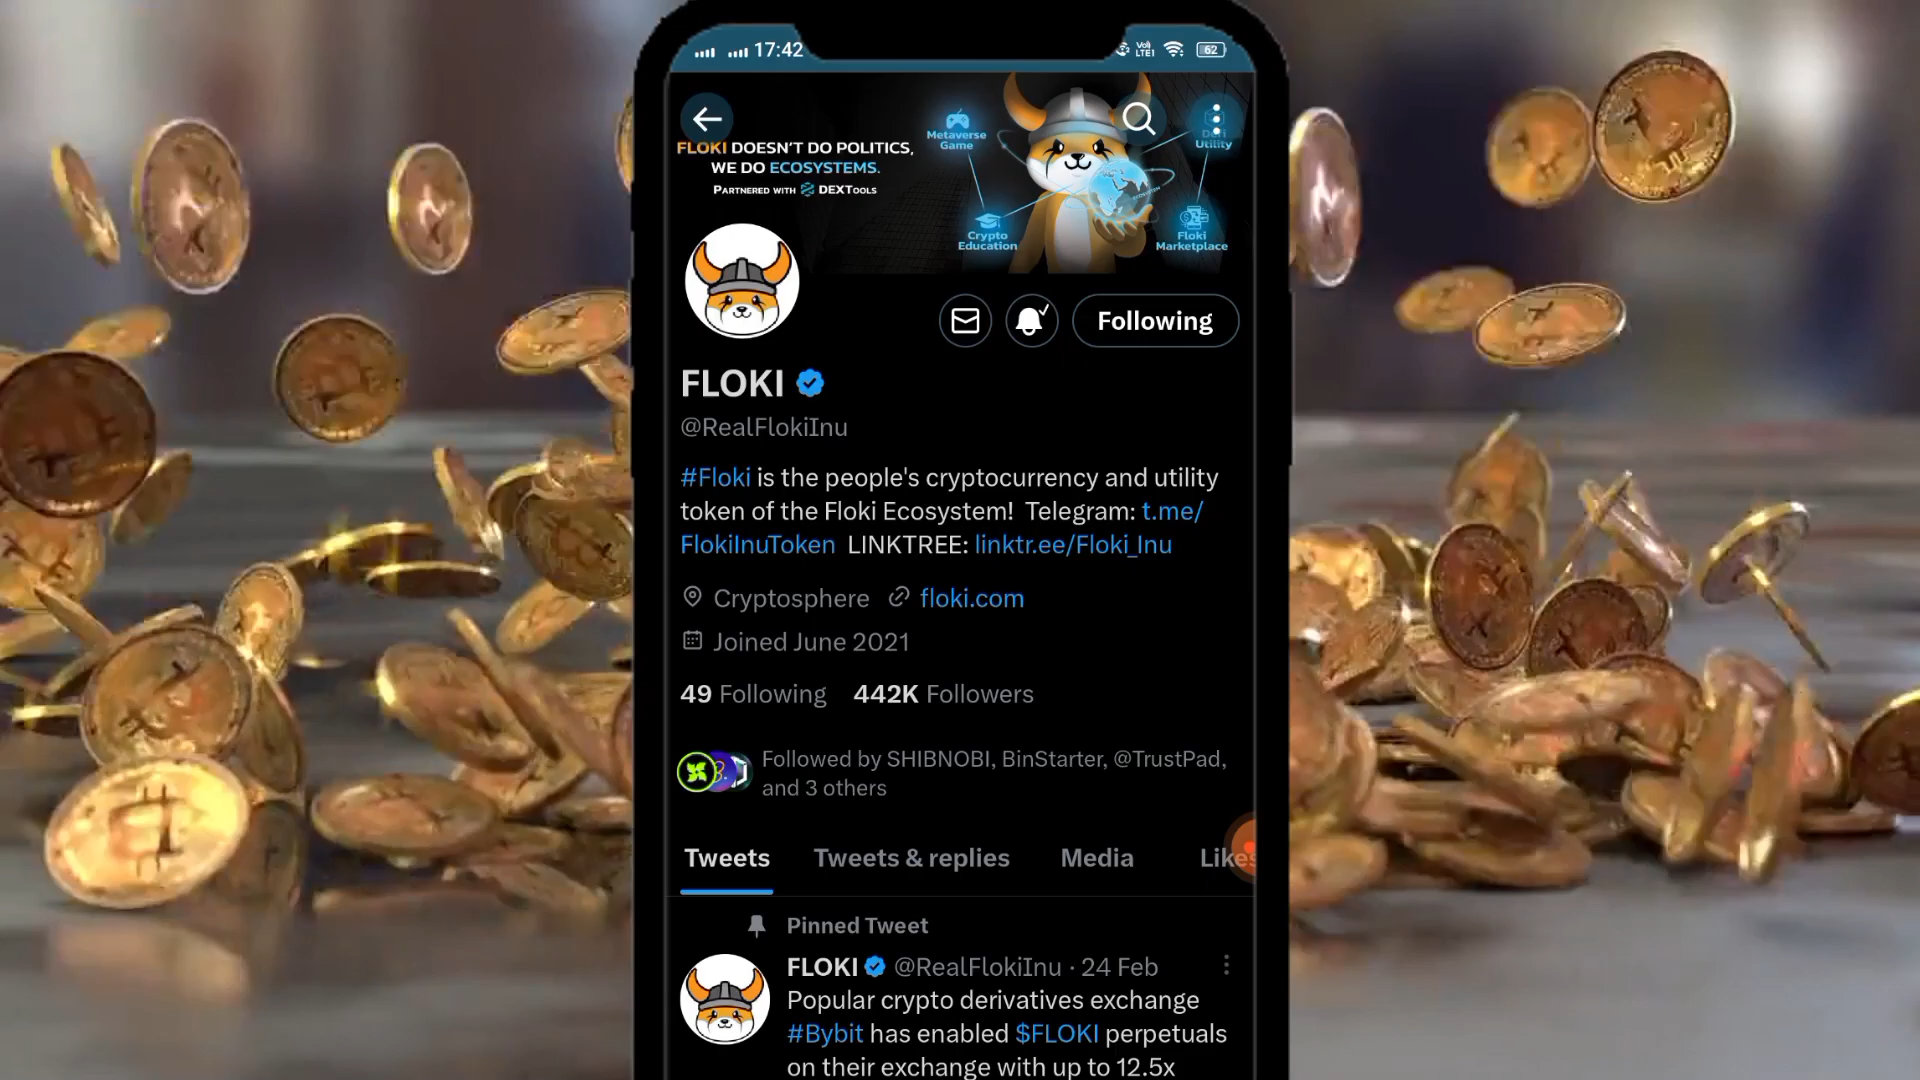 17:42
VoI
LTE1
62
Metaverse
Game
DeFi
Utility
FLOKI DOESN'T DO POLITICS,
WE DO ECOSYSTEMS.
PARTNERED WITH DEXTOOLS
Crypto
Education
Floki
Marketplace
Following
FLOKI
@RealFlokiInu
#Floki is the people's cryptocurrency and utility
token of the Floki Ecosystem! Telegram: t.me/
FlokiInuToken LINKTREE: linktr.ee/Floki_Inu
Cryptosphere floki.com
Joined June 2021
49 Following 442K Followers
Followed by SHIBNOBI, BinStarter, @TrustPad,
and 3 others
Tweets Tweets & replies Media Likes
Pinned Tweet
FLOKI @RealFlokiInu · 24 Feb
Popular crypto derivatives exchange
#Bybit has enabled $FLOKI perpetuals
on their exchange with up to 12.5x